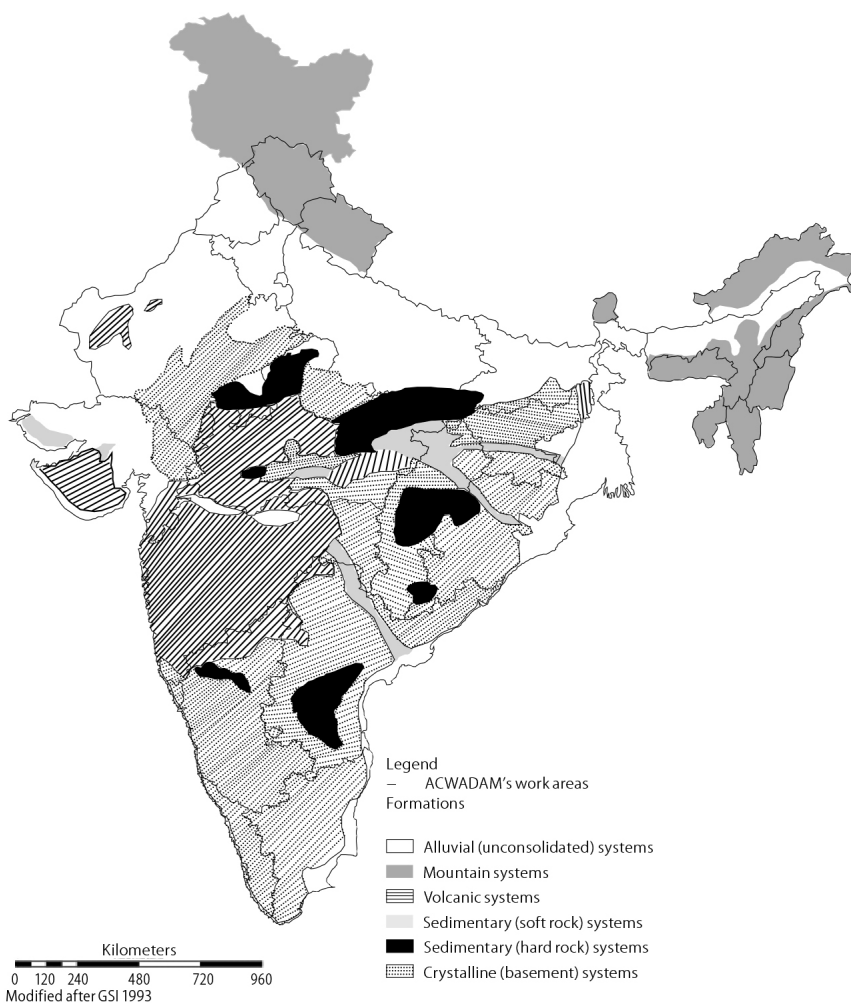 Legend
– ACWADAM's work areas
Formations
Alluvial (unconsolidated) systems
Mountain systems
Volcanic systems
Sedimentary (soft rock) systems
Sedimentary (hard rock) systems
Crystalline (basement) systems
Kilometers
0 120 240 480 720 960
Modified after GSI 1993